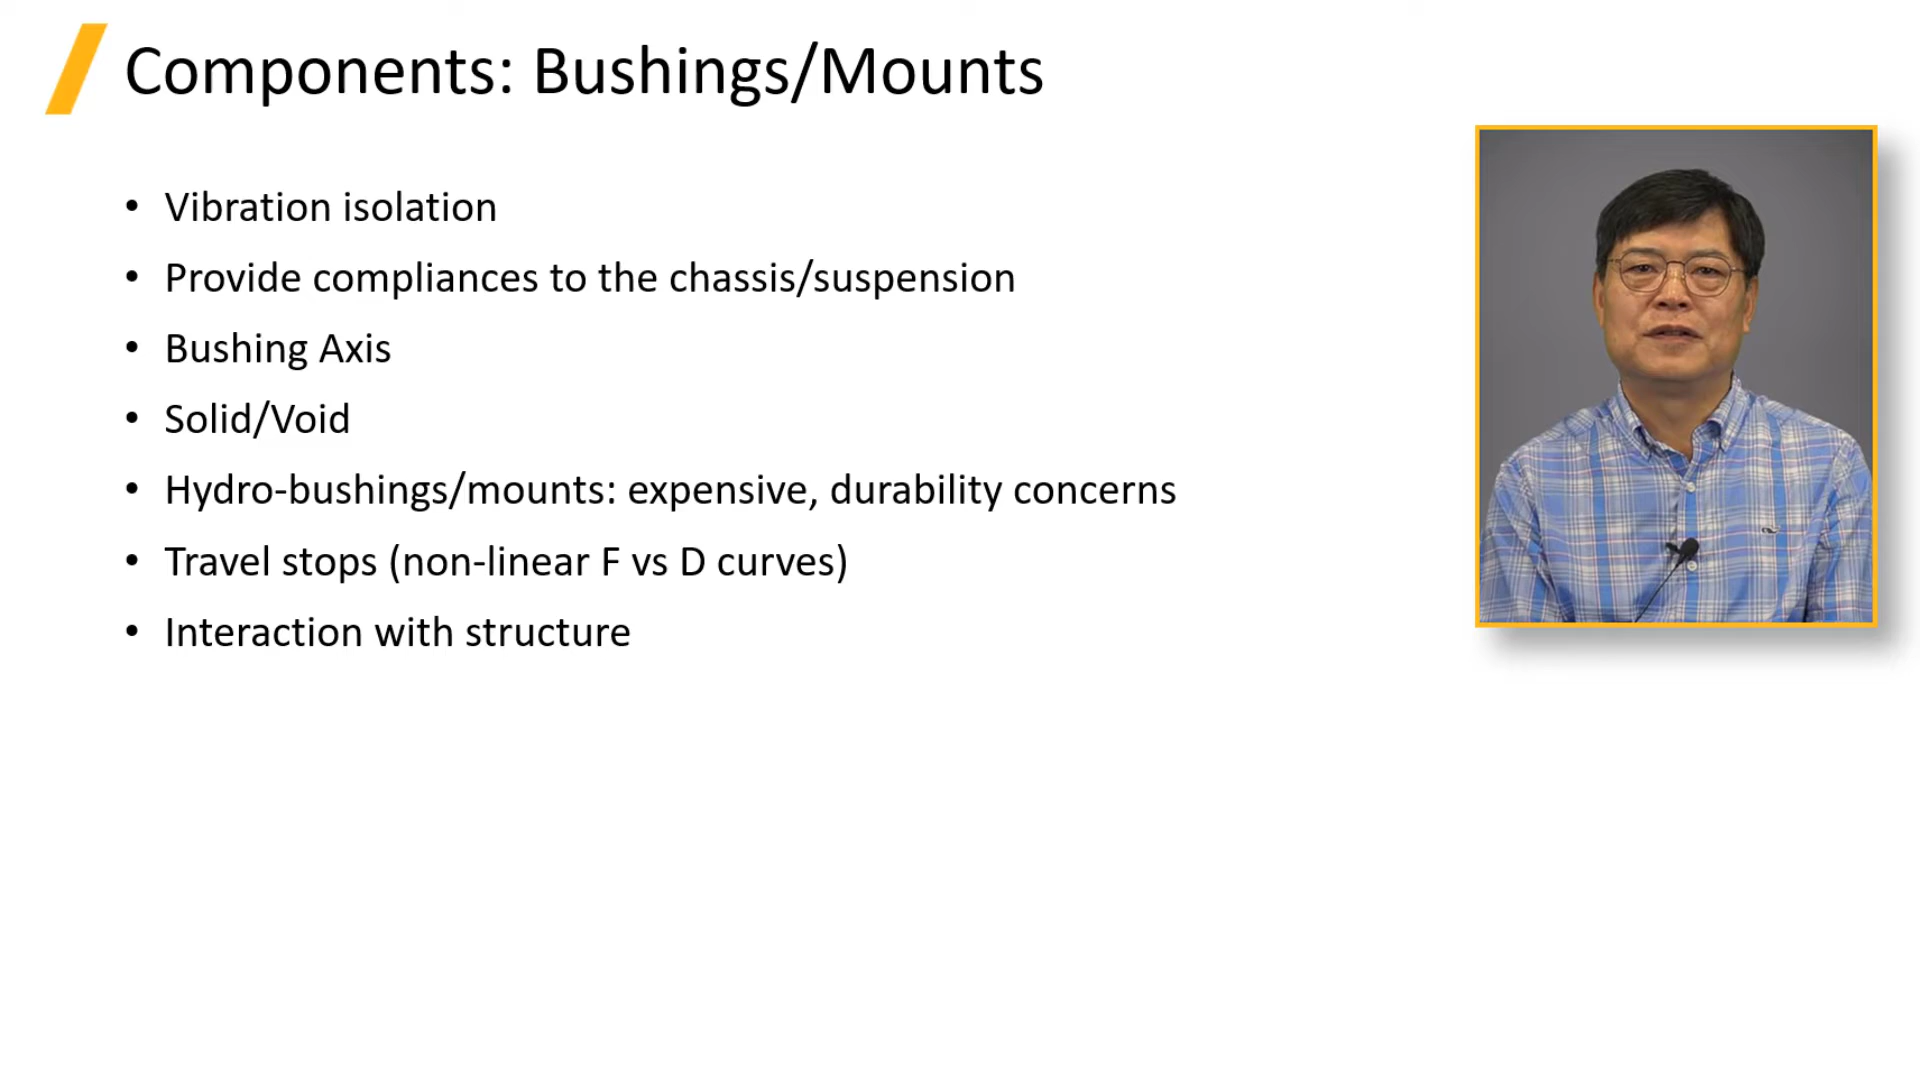 Components: Bushings/Mounts
• Vibration isolation
• Provide compliances to the chassis/suspension
• Bushing Axis
• Solid/Void
• Hydro-bushings/mounts: expensive, durability concerns
• Travel stops (non-linear F vs D curves)
• Interaction with structure